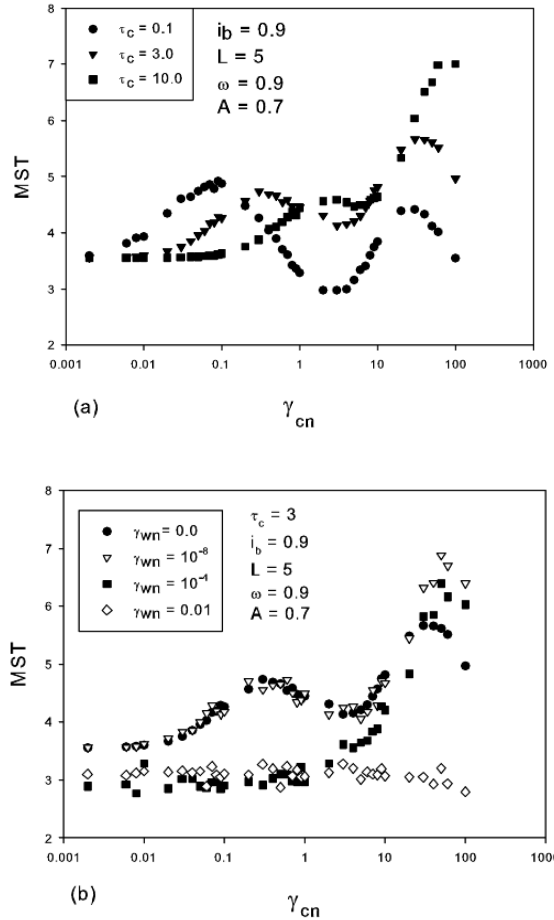 τc = 0.1
τc = 3.0
τc = 10.0
ib = 0.9
L = 5
ω = 0.9
A = 0.7
8
7
6
5
4
3
2
MST
0.001
0.01
0.1
1
10
100
1000
(a)
γcn
γwn = 0.0
γwn = 10⁻⁸
γwn = 10⁻⁴
γwn = 0.01
τc = 3
ib = 0.9
L = 5
ω = 0.9
A = 0.7
8
7
6
5
4
3
2
MST
0.001
0.01
0.1
1
10
100
1000
(b)
γcn